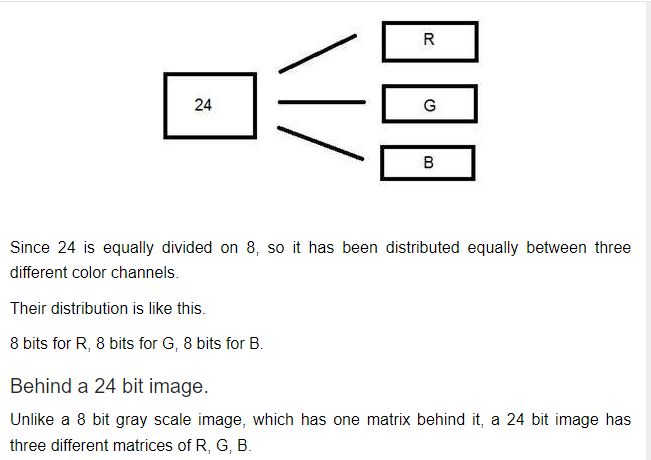 R
24
G
B
Since 24 is equally divided on 8, so it has been distributed equally between three
different color channels.
Their distribution is like this.
8 bits for R, 8 bits for G, 8 bits for B.
Behind a 24 bit image.
Unlike a 8 bit gray scale image, which has one matrix behind it, a 24 bit image has
three different matrices of R, G, B.